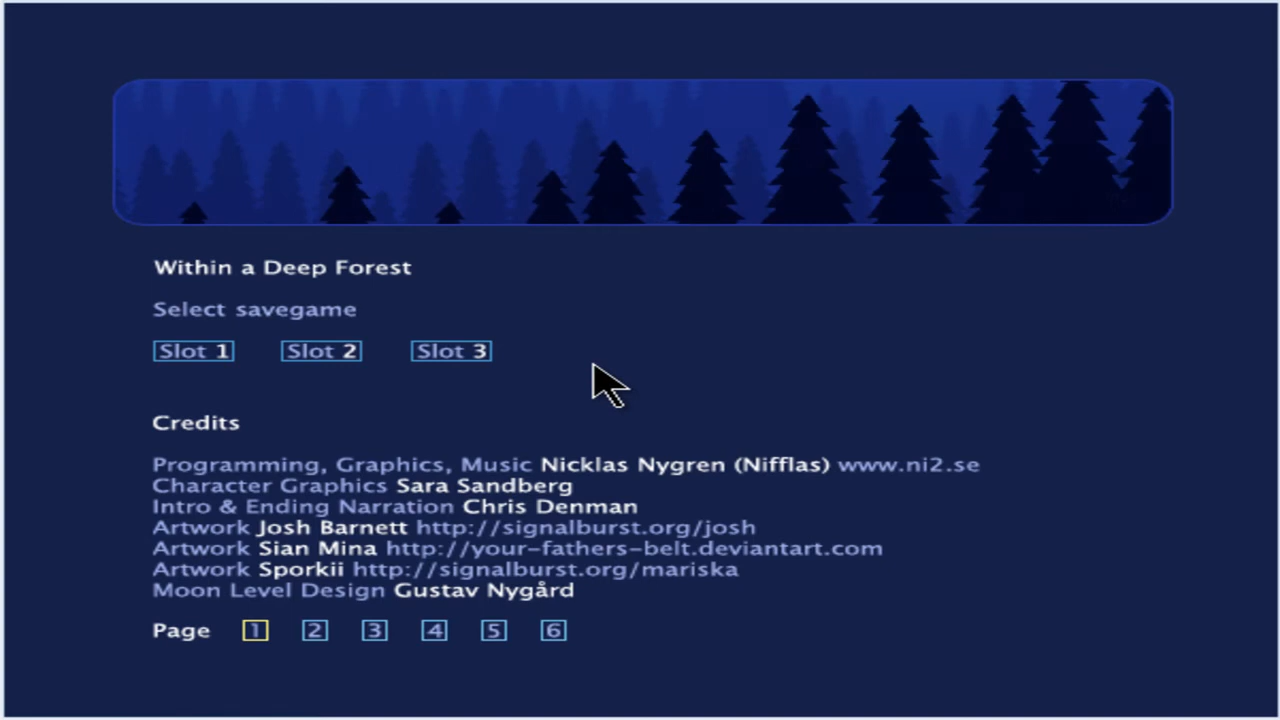 Within a Deep Forest
Select savegame
Slot 1 Slot 2 Slot 3
Credits
Programming, Graphics, Music Nicklas Nygren (Nifflas) www.ni2.se
Character Graphics Sara Sandberg
Intro & Ending Narration Chris Denman
Artwork Josh Barnett http://signalburst.org/josh
Artwork Sian Mina http://your-fathers-belt.deviantart.com
Artwork Sporkii http://signalburst.org/mariska
Moon Level Design Gustav Nygård
Page 1 2 3 4 5 6